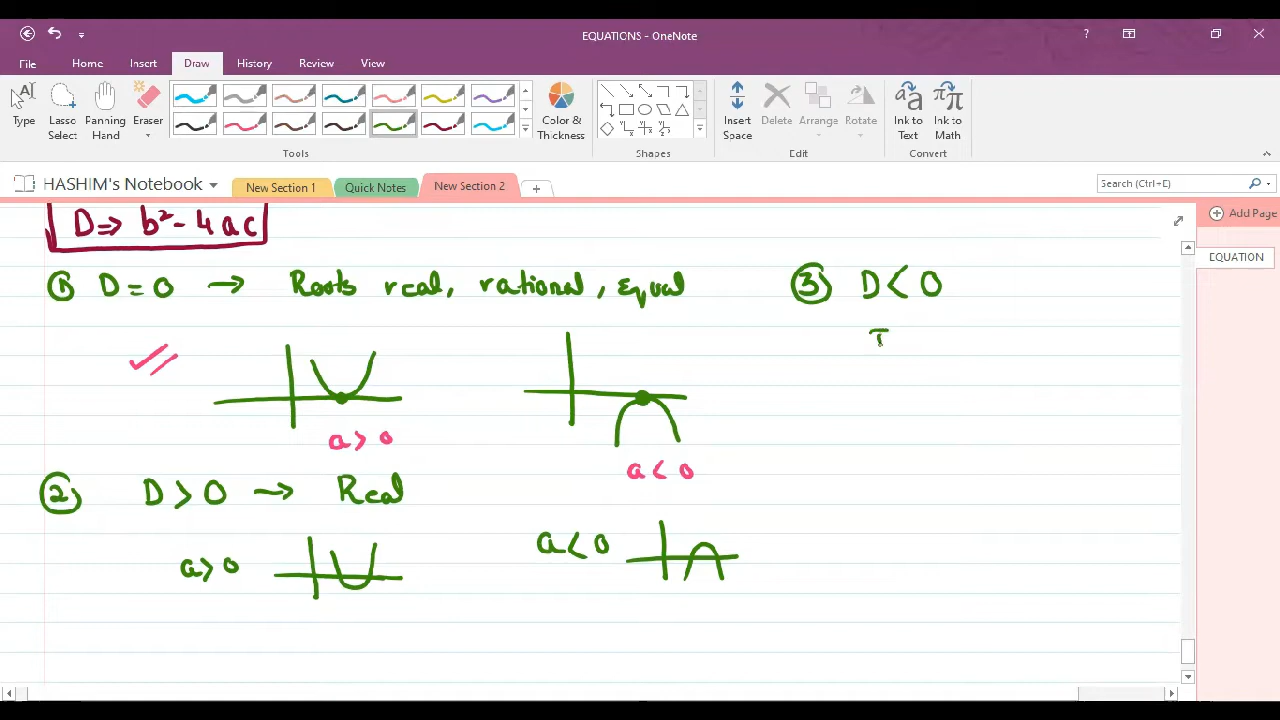 EQUATIONS - OneNote
?
File Home Insert Draw History Review View
Type
Lasso Select
Panning Hand
Eraser
Color & Thickness
Insert Space
Delete
Arrange
Rotate
Ink to Text
Ink to Math
Tools
Shapes
Edit
Convert
HASHIM's Notebook
New Section 1
Quick Notes
New Section 2
Search (Ctrl+E)
Add Page
EQUATION
D ⇒ b² - 4ac
① D = 0 → Roots real, rational, Equal
③ D < 0
a > 0
a < 0
② D > 0 → Real
a > 0
a < 0